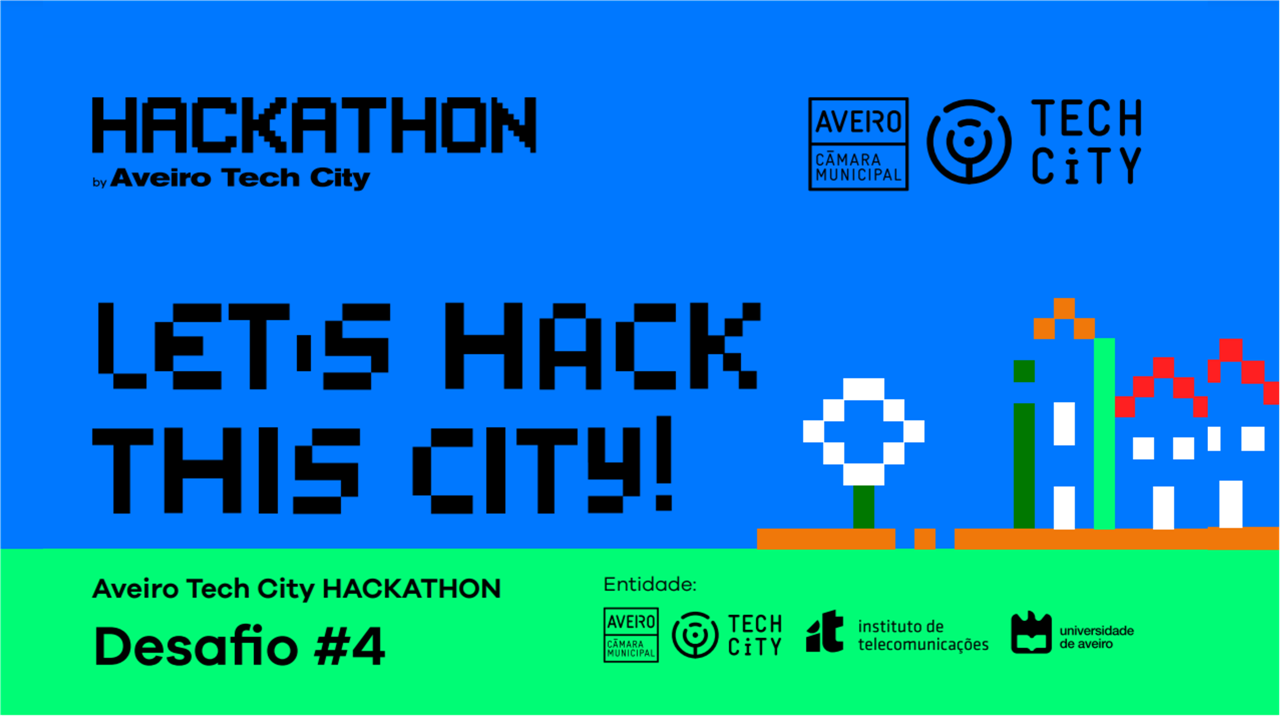 HACKATHON
by Aveiro Tech City
AVEIRO
CÂMARA
MUNICIPAL
TECH
CiTY
LET'S HACK
THIS CITY!
Aveiro Tech City HACKATHON
Desafio #4
Entidade:
AVEIRO
CÂMARA
MUNICIPAL
TECH
CiTY
it
instituto de
telecomunicações
universidade
de aveiro